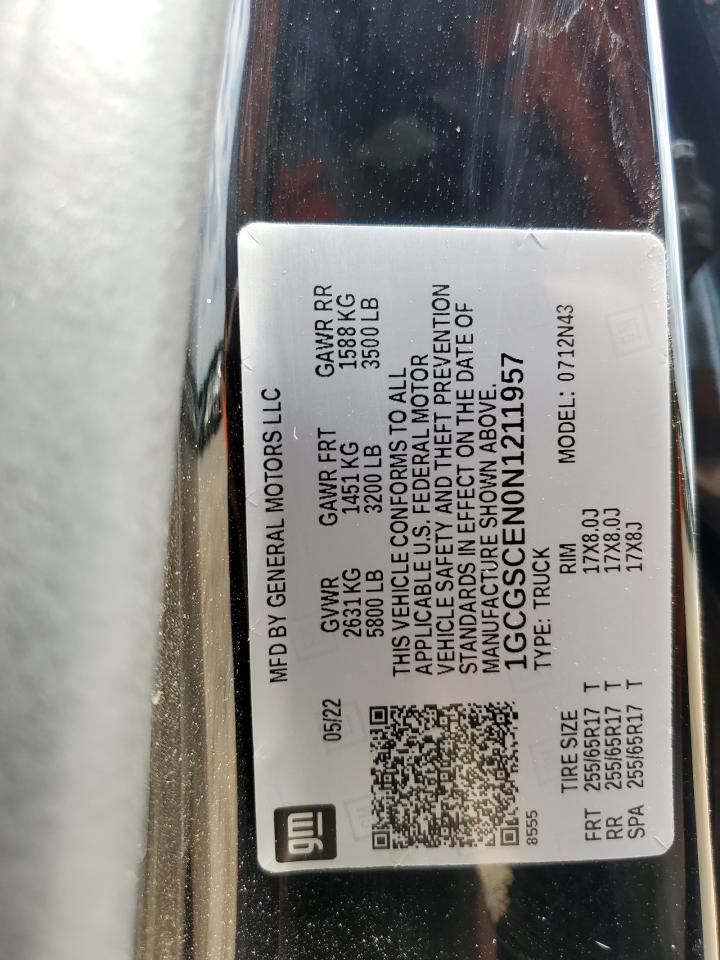 gm
MFD BY GENERAL MOTORS LLC
05/22
GVWR GAWR FRT GAWR RR
2631 KG 1451 KG 1588 KG
5800 LB 3200 LB 3500 LB
THIS VEHICLE CONFORMS TO ALL
APPLICABLE U.S. FEDERAL MOTOR
VEHICLE SAFETY AND THEFT PREVENTION
STANDARDS IN EFFECT ON THE DATE OF
MANUFACTURE SHOWN ABOVE.
1GCGSCEN0N1211957
8555
TYPE: TRUCK MODEL: 0712N43
TIRE SIZE RIM
FRT 255/65R17 T 17X8.0J
RR 255/65R17 T 17X8.0J
SPA 255/65R17 T 17X8J